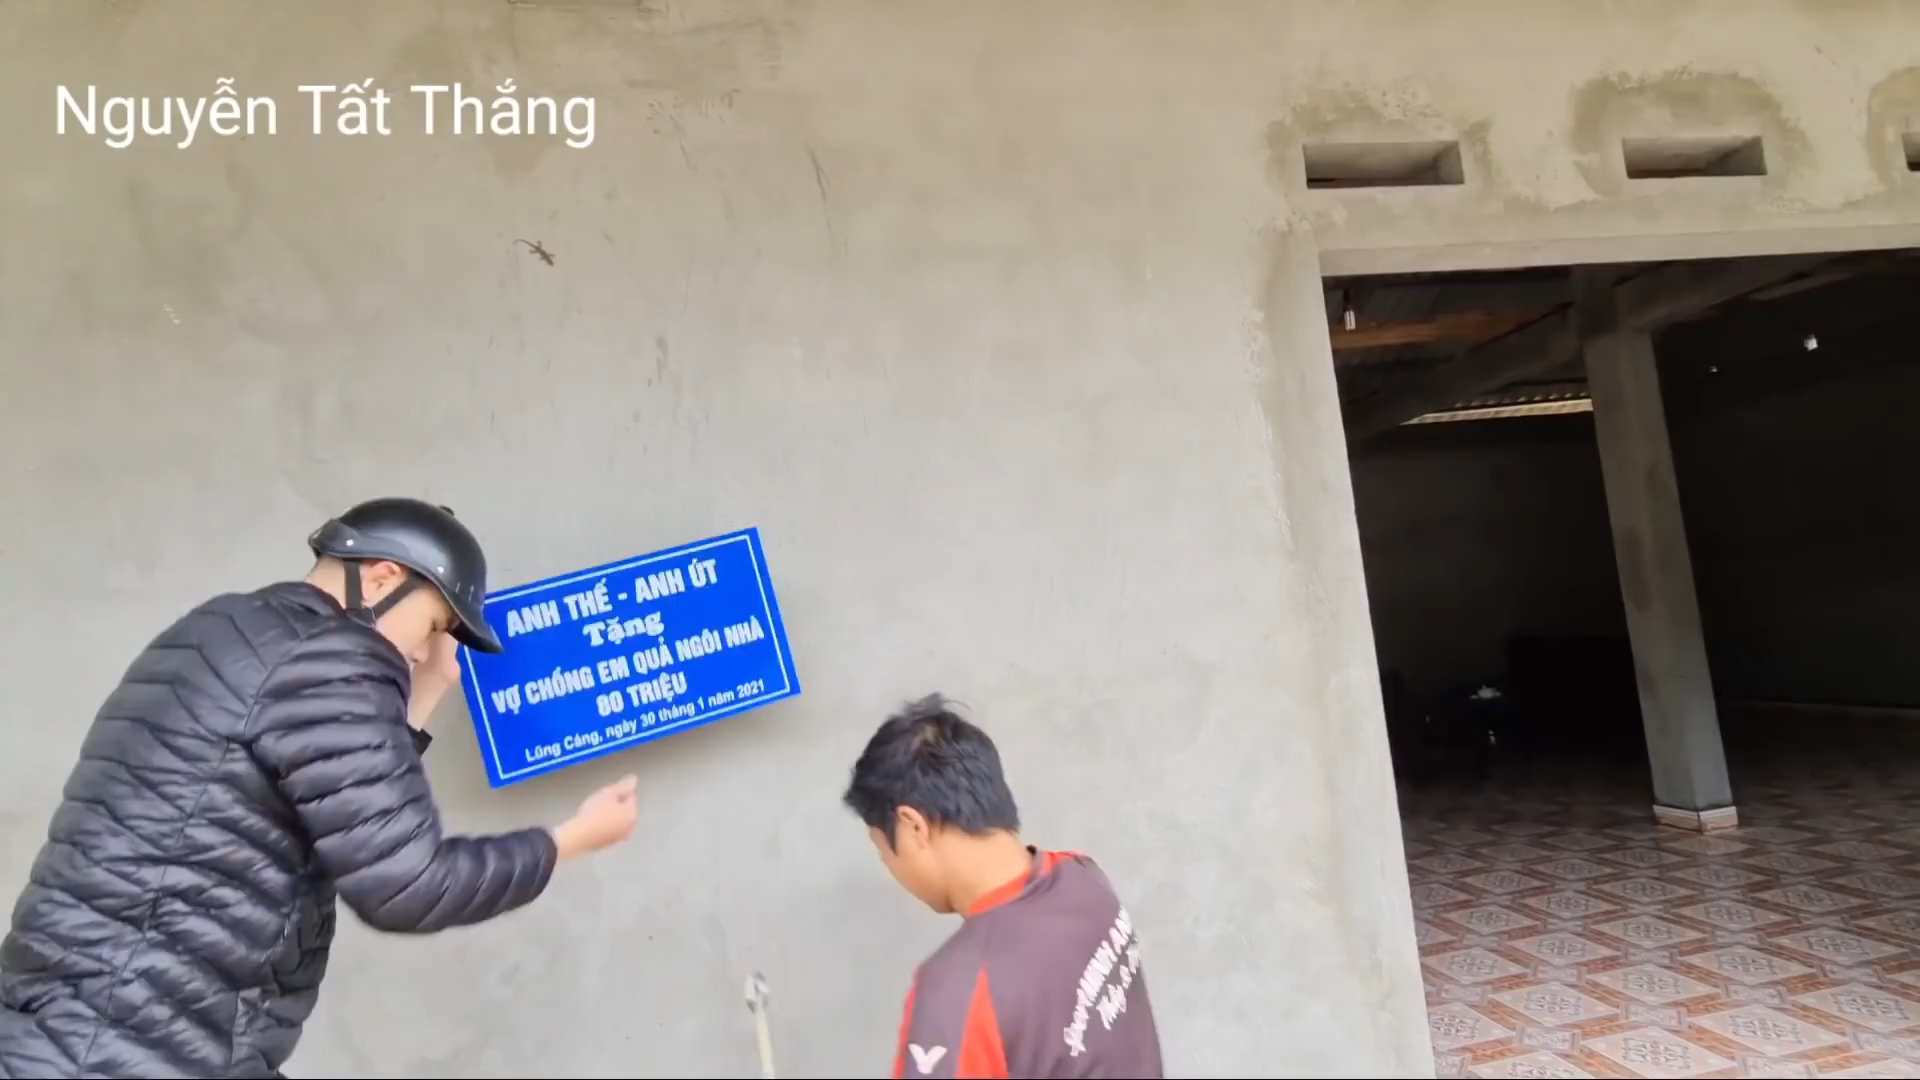 Nguyễn Tất Thắng
ANH THẾ - ANH ÚT
Tặng
VỢ CHỒNG EM QUẢ NGÔI NHÀ
80 TRIỆU
Lũng Cáng, ngày 30 tháng 1 năm 2021